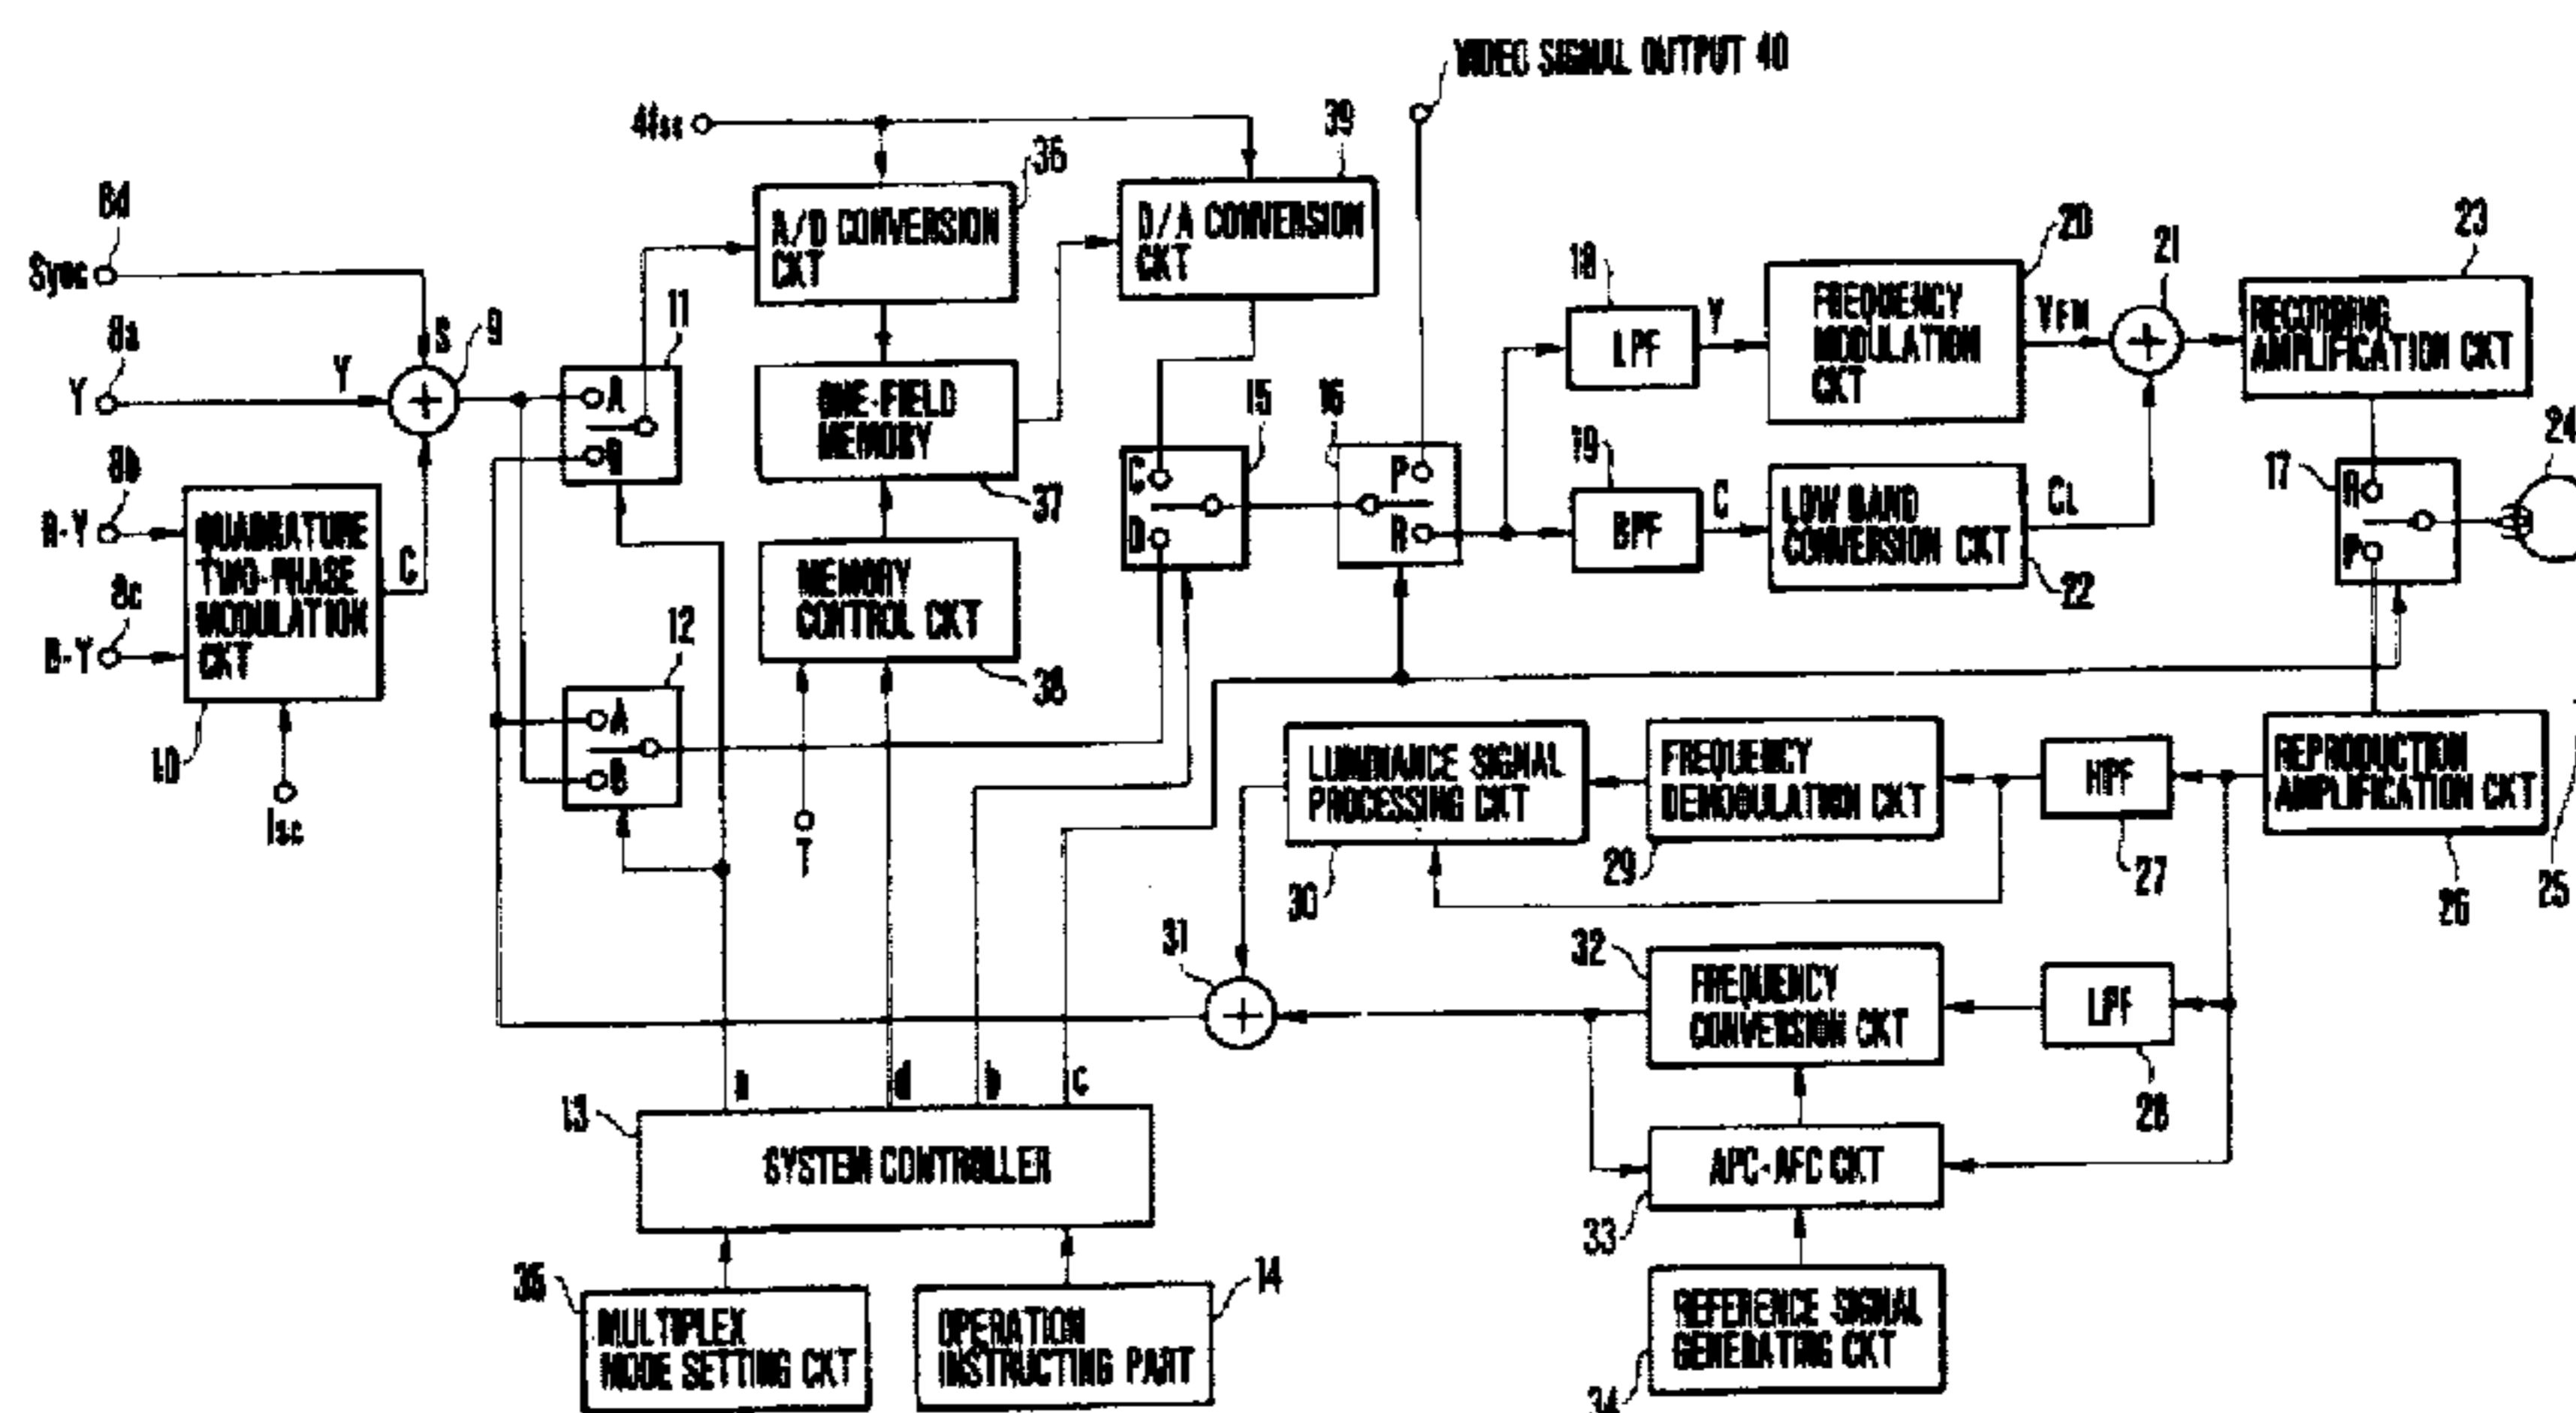 VIDEO SIGNAL OUTPUT 40
4fsc
39
36
8d
Sync
A/D CONVERSION
CKT
D/A CONVERSION
CKT
20
23
21
18
11
8a
S
9
Y
Y
LPF
Y
FREQUENCY
MODULATION
CKT
YFM
RECORDING
AMPLIFICATION CKT
A
B
ONE-FIELD
MEMORY
15
16
24
8b
37
C
D
P
R
19
17
R
P
R-Y
QUADRATURE
TWO-PHASE
MODULATION
CKT
C
BPF
C
LOW BAND
CONVERSION CKT
CL
22
8c
B-Y
12
MEMORY
CONTROL CKT
38
10
A
B
fsc
T
LUMINANCE SIGNAL
PROCESSING CKT
FREQUENCY
DEMODULATION CKT
HPF
REPRODUCTION
AMPLIFICATION CKT
30
29
27
26
25
31
32
FREQUENCY
CONVERSION CKT
LPF
28
a
d
b
c
13
SYSTEM CONTROLLER
APC-AFC CKT
33
35
14
MULTIPLEX
MODE SETTING CKT
OPERATION
INSTRUCTING PART
REFERENCE SIGNAL
GENERATING CKT
34